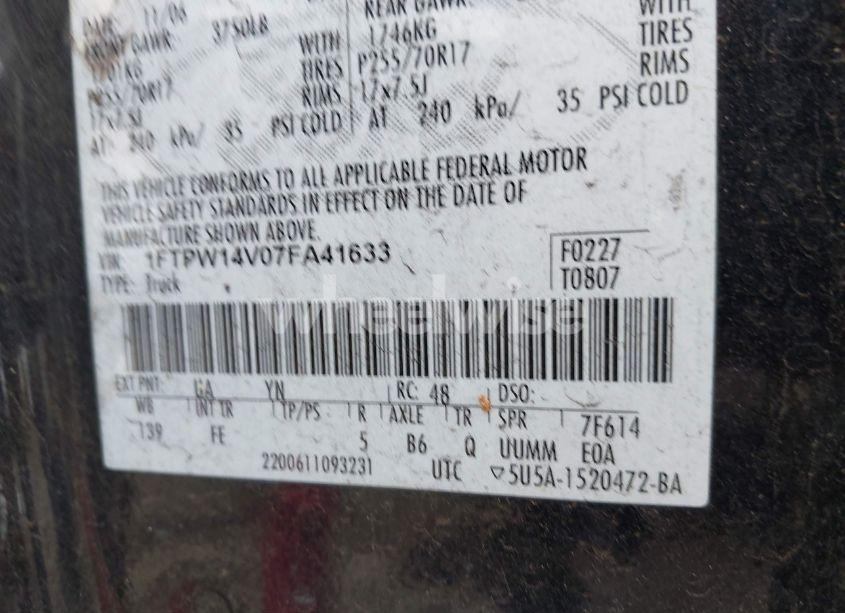 DATE: 11/06
FRONT GAWR: 3750LB
1701KG
P255/70R17
17x7.5J
WITH
TIRES
RIMS
AT 240 kPa/ 35 PSI COLD
REAR GAWR:
1746KG
P255/70R17
17x7.5J
WITH
TIRES
RIMS
AT 240 kPa/ 35 PSI COLD
THIS VEHICLE CONFORMS TO ALL APPLICABLE FEDERAL MOTOR
VEHICLE SAFETY STANDARDS IN EFFECT ON THE DATE OF
MANUFACTURE SHOWN ABOVE.
VIN: 1FTPW14V07FA41633
TYPE: Truck
F0227
T0807
wheelwise
EXT PNT: UA YN RC: 48 DSO:
WB INT TR TP/PS R AXLE TR SPR 7F614
139 FE 5 B6 Q UUMM EOA
2200611093231 UTC ▽5U5A-1520472-BA